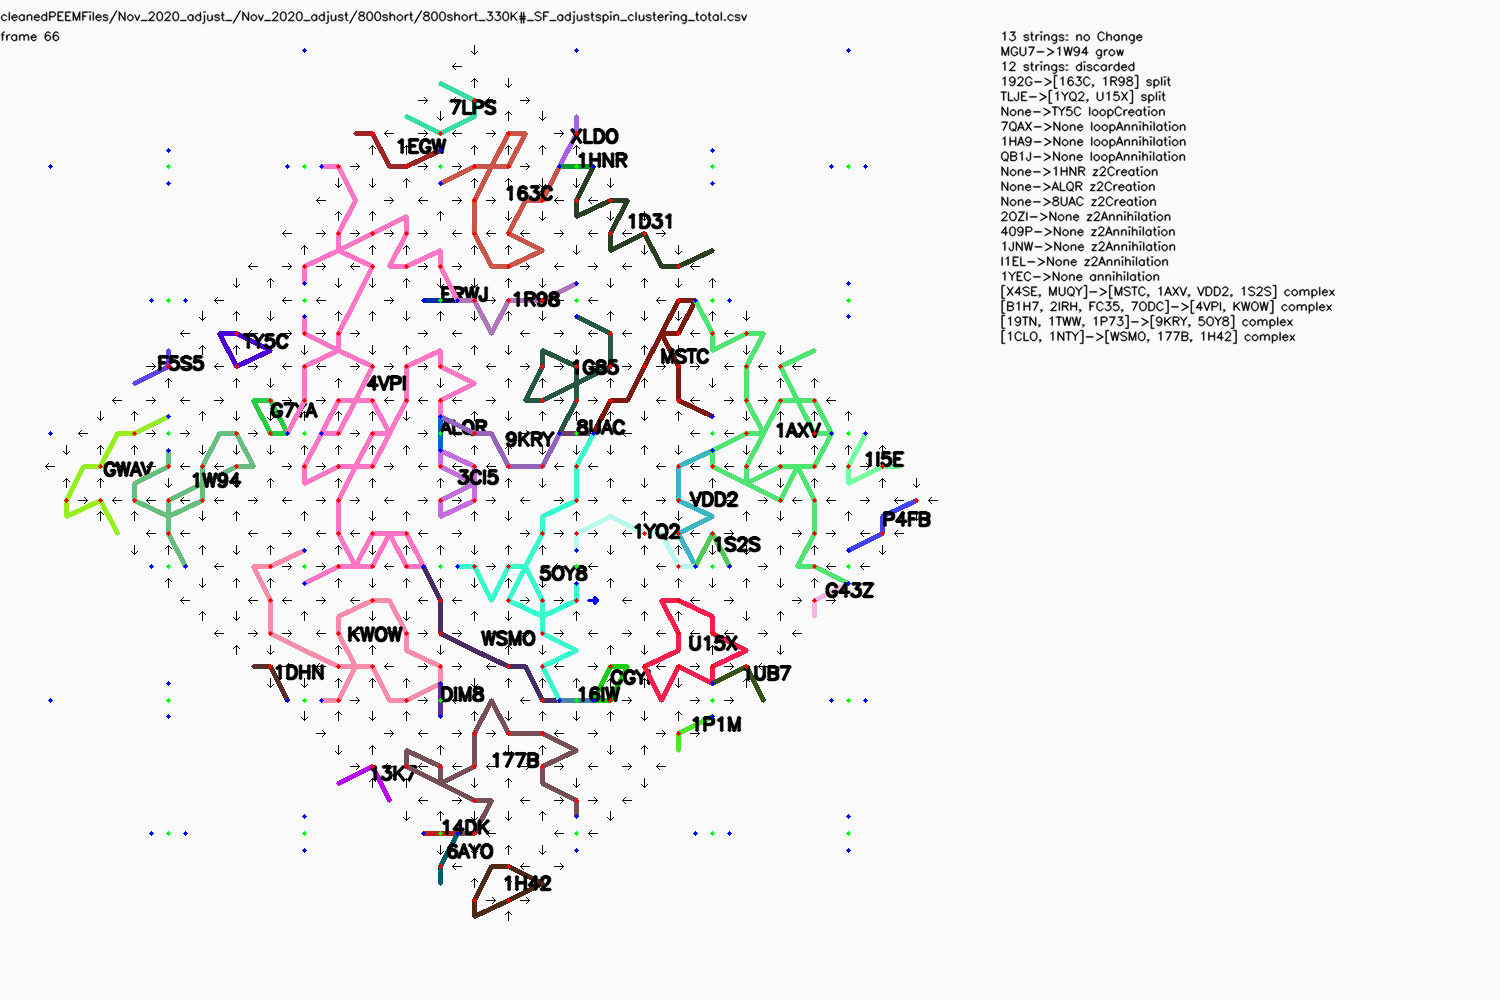 cleanedPEEMFiles/Nov_2020_adjust_/Nov_2020_adjust/800short/800short_330K#_SF_adjustspin_clustering_total.csv
frame 66
13 strings: no Change
MGU7->1W94 grow
12 strings: discarded
192G->[163C, 1R98] split
TLJE->[1YQ2, U15X] split
None->TY5C loopCreation
7QAX->None loopAnnihilation
1HA9->None loopAnnihilation
QB1J->None loopAnnihilation
None->1HNR z2Creation
None->ALQR z2Creation
None->8UAC z2Creation
2OZI->None z2Annihilation
409P->None z2Annihilation
1JNW->None z2Annihilation
I1EL->None z2Annihilation
1YEC->None annihilation
[X4SE, MUQY]->[MSTC, 1AXV, VDD2, 1S2S] complex
[B1H7, 2IRH, FC35, 7ODC]->[4VPI, KWOW] complex
[19TN, 1TWW, 1P73]->[9KRY, 5OY8] complex
[1CLO, 1NTY]->[WSMO, 177B, 1H42] complex
7LPS
XLDO
1EGW
1HNR
163C
1D31
ERWJ
1R98
TY5C
MSTC
F5S5
1G85
4VPI
G7YA
ALQR
8UAC
1AXV
9KRY
1I5E
GWAV
3CI5
1W94
VDD2
P4FB
1YQ2
1S2S
5OY8
G43Z
KWOW
WSMO
U15X
1DHN
1UB7
DIM8
16IW
1P1M
177B
13K7
14DK
6AYO
1H42